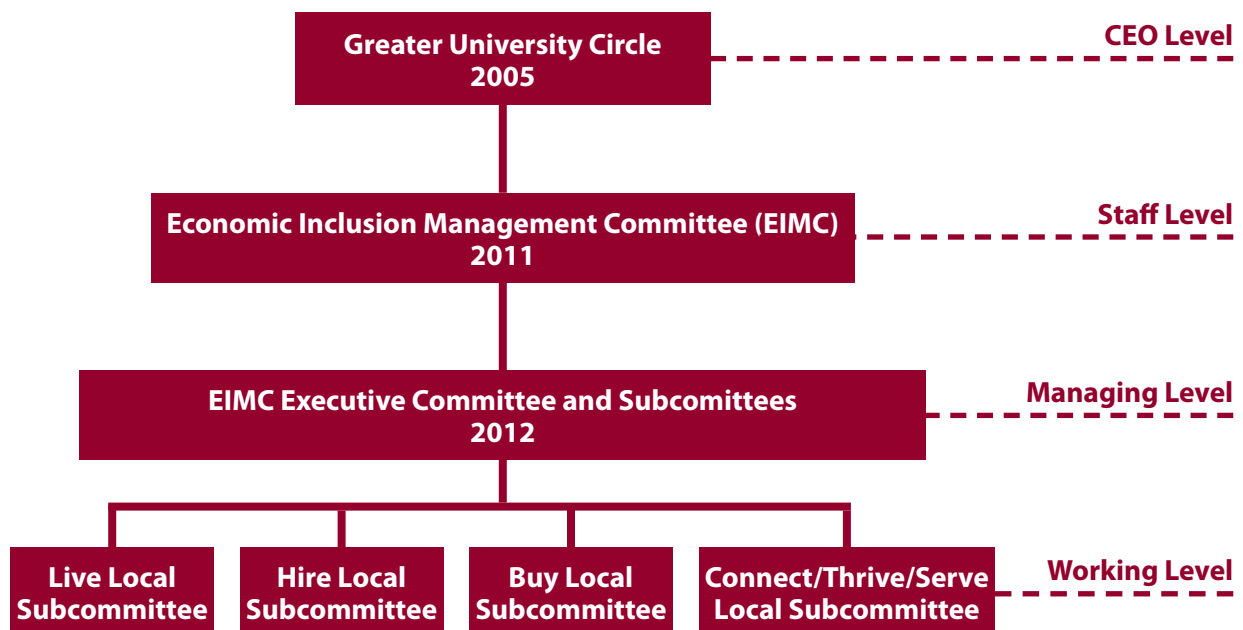 Greater University Circle
2005
CEO Level
Economic Inclusion Management Committee (EIMC)
2011
Staff Level
EIMC Executive Committee and Subcomittees
2012
Managing Level
Live Local
Subcommittee
Hire Local
Subcommittee
Buy Local
Subcommittee
Connect/Thrive/Serve
Local Subcommittee
Working Level